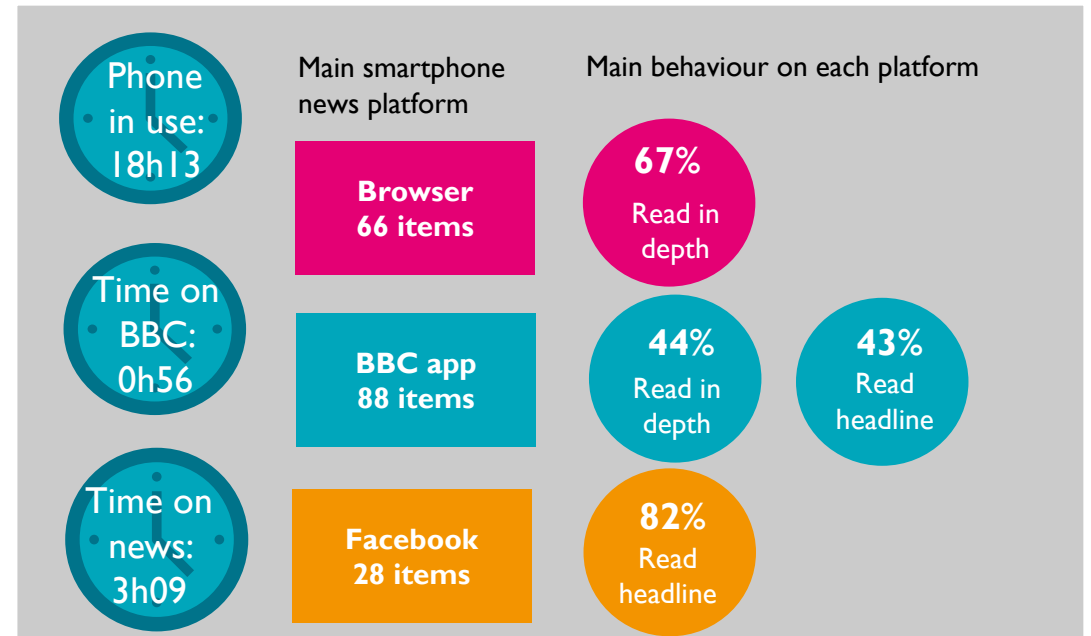 Phone
in use:
18h13
Time on
BBC:
0h56
Time on
news:
3h09
Main smartphone
news platform
Browser
66 items
BBC app
88 items
Facebook
28 items
Main behaviour on each platform
67%
Read in
depth
44%
Read in
depth
43%
Read
headline
82%
Read
headline